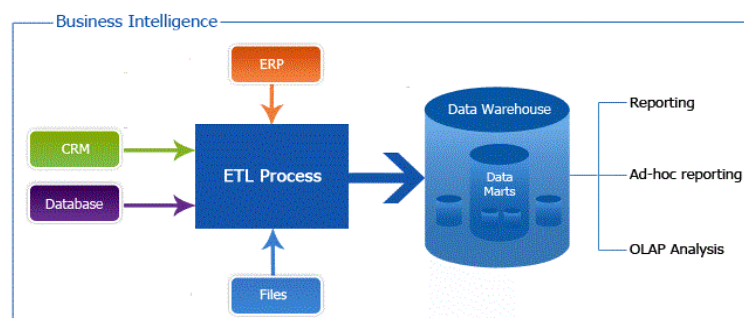 Business Intelligence
ERP
CRM
Database
ETL Process
Files
Data Warehouse
Data
Marts
Reporting
Ad-hoc reporting
OLAP Analysis